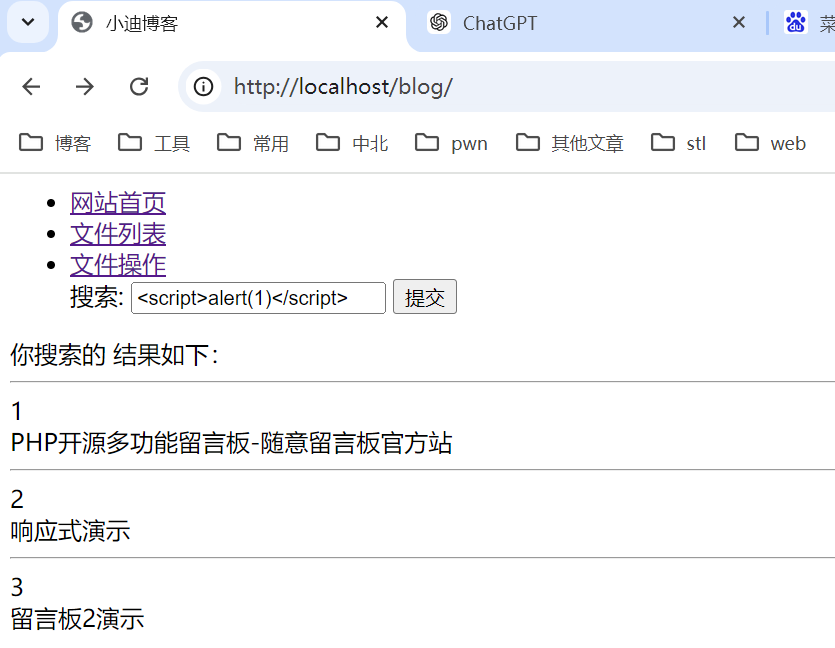 小迪博客
ChatGPT
菜
http://localhost/blog/
博客 工具 常用 中北 pwn 其他文章 stl web
网站首页
文件列表
文件操作
搜索: <script>alert(1)</script> 提交
你搜索的 结果如下：
1
PHP开源多功能留言板-随意留言板官方站
2
响应式演示
3
留言板2演示